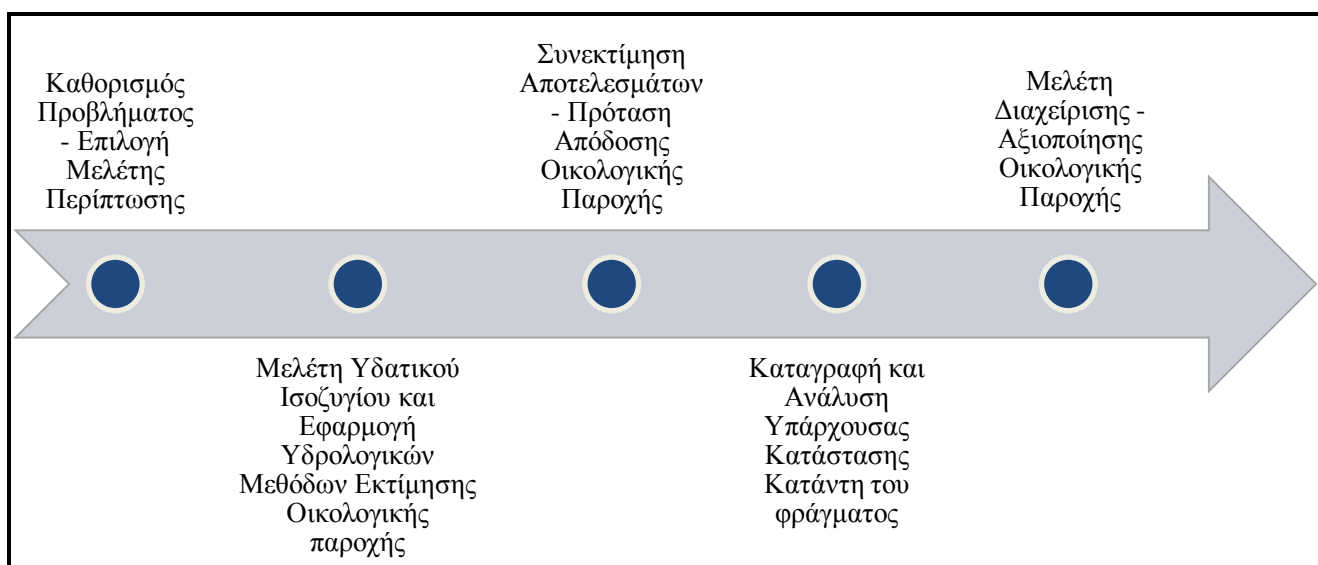 Καθορισμός
Προβλήματος
- Επιλογή
Μελέτης
Περίπτωσης
Μελέτη Υδατικού
Ισοζυγίου και
Εφαρμογή
Υδρολογικών
Μεθόδων Εκτίμησης
Οικολογικής
παροχής
Συνεκτίμηση
Αποτελεσμάτων
- Πρόταση
Απόδοσης
Οικολογικής
Παροχής
Καταγραφή και
Ανάλυση
Υπάρχουσας
Κατάστασης
Κατάντη του
φράγματος
Μελέτη
Διαχείρισης -
Αξιοποίησης
Οικολογικής
Παροχής